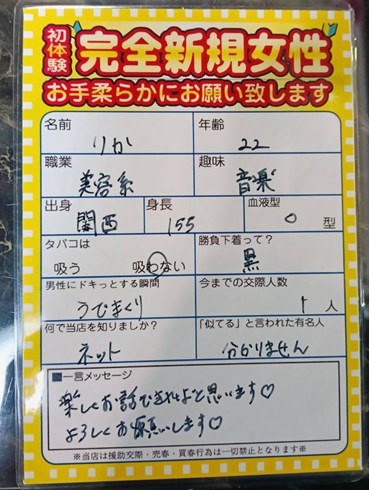 初体験
完全新規女性
お手柔らかにお願い致します
名前 りか 年齢 22
職業 美容系 趣味 音楽
出身 関西 身長 155 血液型 O 型
タバコは 吸う 吸わない 勝負下着って? 黒
男性にドキっとする瞬間 うでまくり 今までの交際人数 1 人
何で当店を知りましたか? ネット 「似てる」と言われた有名人 分かりません
■一言メッセージ
楽しくお話できればと思います♡
よろしくお願いします♡
※当店は援助交際・売春・買春行為は一切禁止となります※